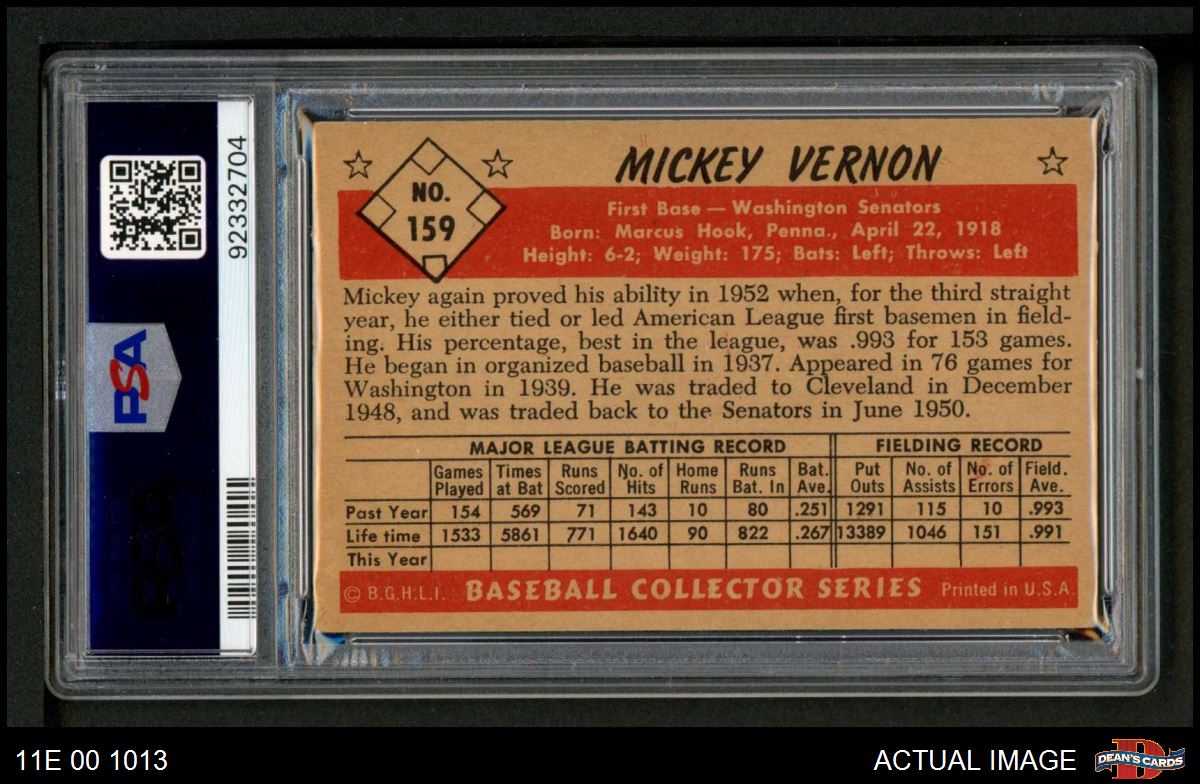 PSA
92332704
NO.
159
MICKEY VERNON
First Base — Washington Senators
Born: Marcus Hook, Penna., April 22, 1918
Height: 6-2; Weight: 175; Bats: Left; Throws: Left
Mickey again proved his ability in 1952 when, for the third straight
year, he either tied or led American League first basemen in field-
ing. His percentage, best in the league, was .993 for 153 games.
He began in organized baseball in 1937. Appeared in 76 games for
Washington in 1939. He was traded to Cleveland in December
1948, and was traded back to the Senators in June 1950.
MAJOR LEAGUE BATTING RECORD FIELDING RECORD
Games Times Runs No. of Home Runs Bat. Put No. of No. of Field.
Played at Bat Scored Hits Runs Bat. In Ave. Outs Assists Errors Ave.
Past Year 154 569 71 143 10 80 .251 1291 115 10 .993
Life time 1533 5861 771 1640 90 822 .267 13389 1046 151 .991
This Year
© B.G.H.L.I. BASEBALL COLLECTOR SERIES Printed in U.S.A.
11E 00 1013
ACTUAL IMAGE
D
DEAN'S CARDS